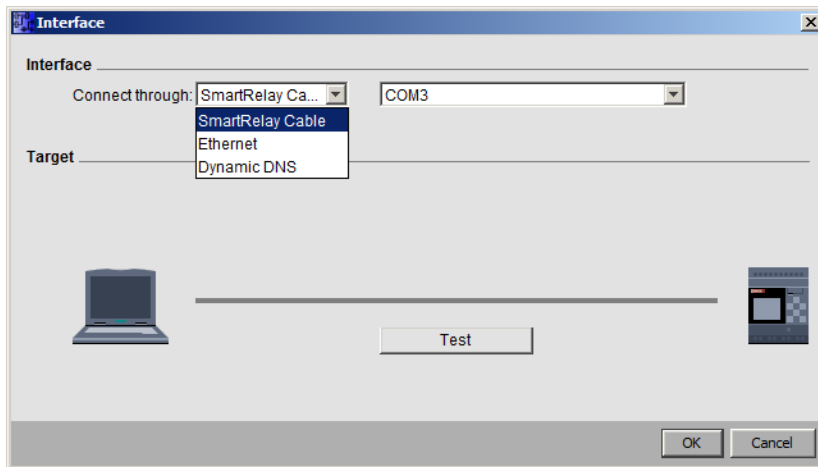 Interface
Interface
Connect through: SmartRelay Ca... COM3
SmartRelay Cable
Ethernet
Dynamic DNS
Target
Test
OK Cancel